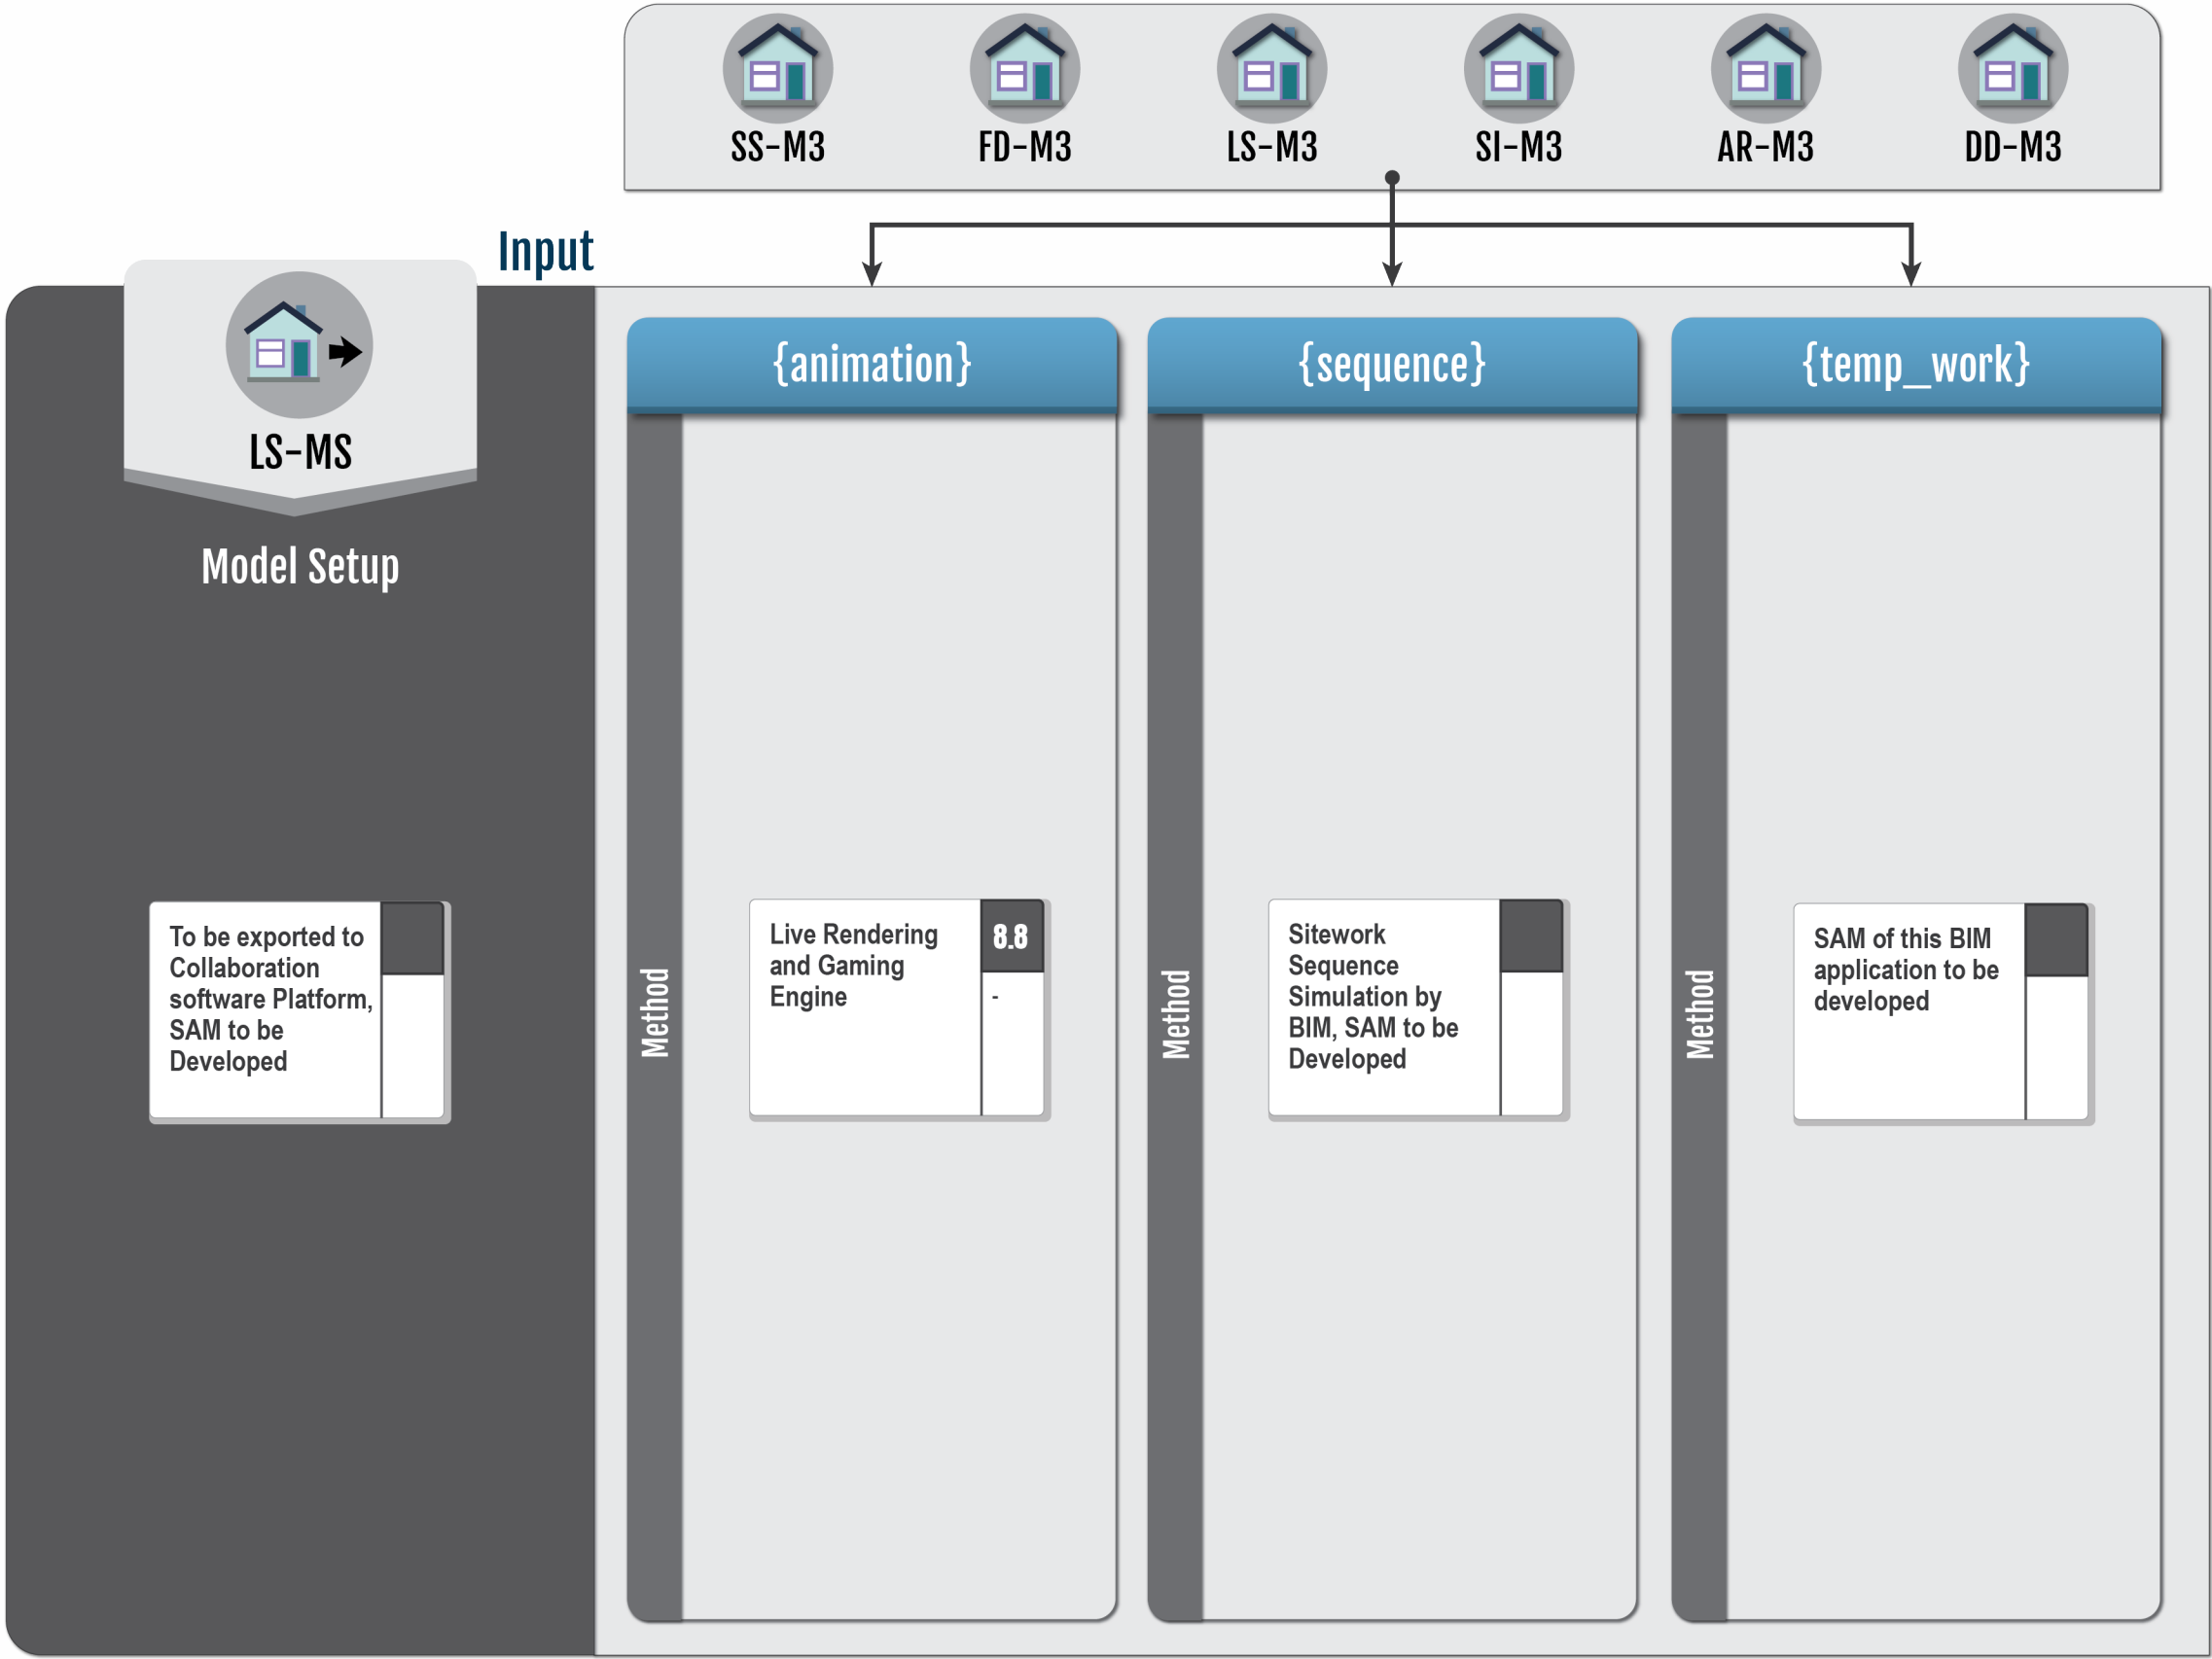 SS-M3
FD-M3
LS-M3
SI-M3
AR-M3
DD-M3
Input
LS-MS
Model Setup
To be exported to
Collaboration
software Platform,
SAM to be
Developed
{animation}
Method
Live Rendering
and Gaming
Engine
8.8
-
{sequence}
Method
Sitework
Sequence
Simulation by
BIM, SAM to be
Developed
{temp_work}
Method
SAM of this BIM
application to be
developed